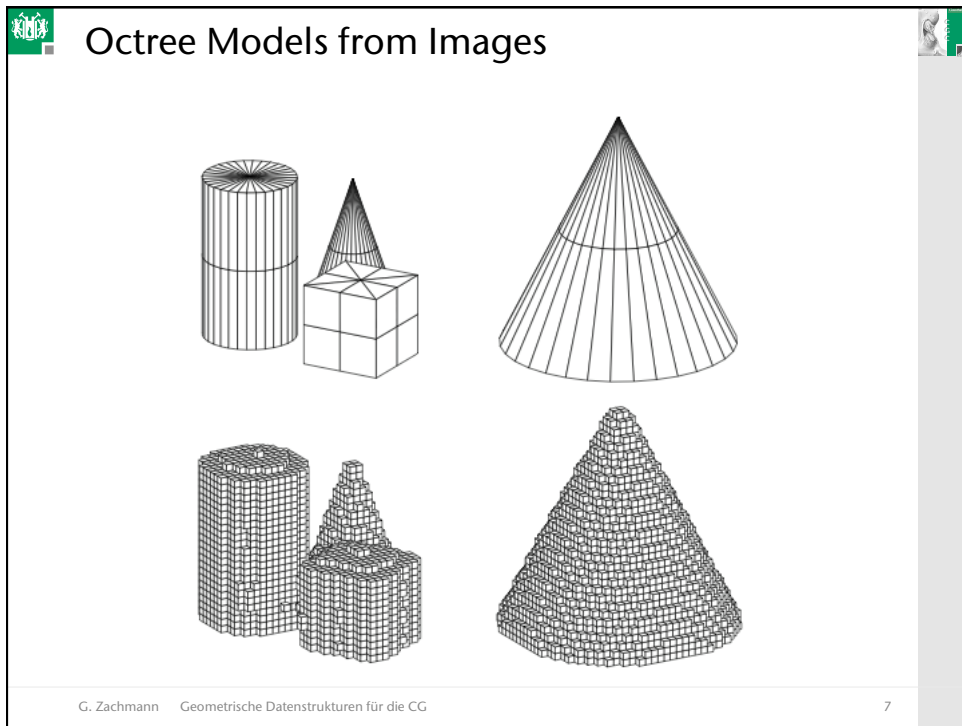 Octree Models from Images
G. Zachmann Geometrische Datenstrukturen für die CG 7